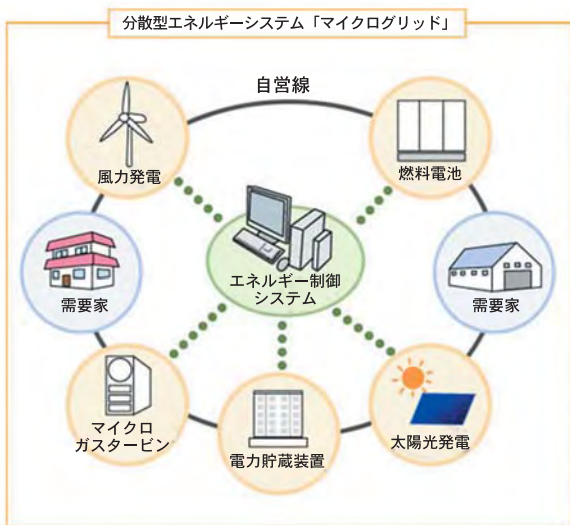 分散型エネルギーシステム「マイクログリッド」
自営線
風力発電
燃料電池
エネルギー制御
システム
需要家
需要家
マイクロ
ガスタービン
電力貯蔵装置
太陽光発電